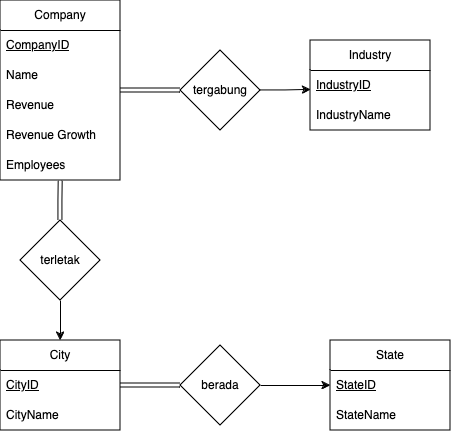 Company
CompanyID
Name
Revenue
Revenue Growth
Employees
tergabung
Industry
IndustryID
IndustryName
terletak
City
CityID
CityName
berada
State
StateID
StateName